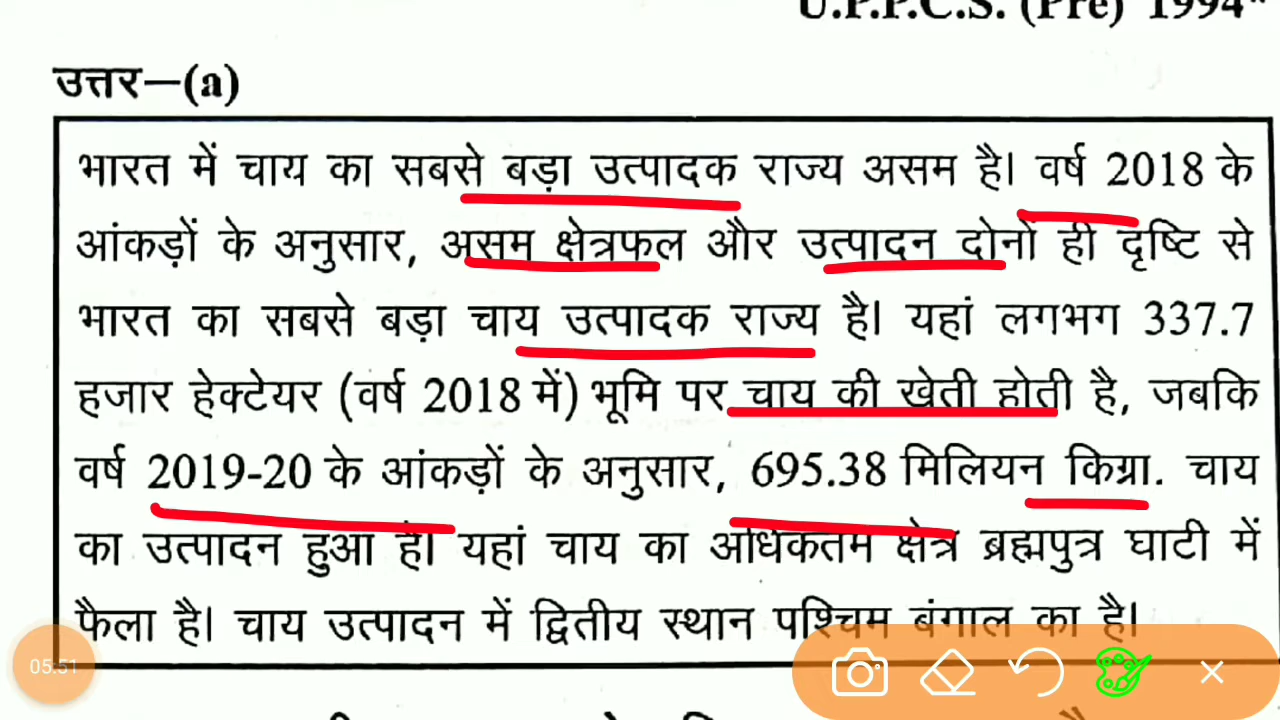 U.P.P.C.S. (Pre) 1994*
उत्तर—(a)
भारत में चाय का सबसे बड़ा उत्पादक राज्य असम है। वर्ष 2018 के
आंकड़ों के अनुसार, असम क्षेत्रफल और उत्पादन दोनों ही दृष्टि से
भारत का सबसे बड़ा चाय उत्पादक राज्य है। यहां लगभग 337.7
हजार हेक्टेयर (वर्ष 2018 में) भूमि पर चाय की खेती होती है, जबकि
वर्ष 2019-20 के आंकड़ों के अनुसार, 695.38 मिलियन किग्रा. चाय
का उत्पादन हुआ है। यहां चाय का अधिकतम क्षेत्र ब्रह्मपुत्र घाटी में
फैला है। चाय उत्पादन में द्वितीय स्थान पश्चिम बंगाल का है।
05:51